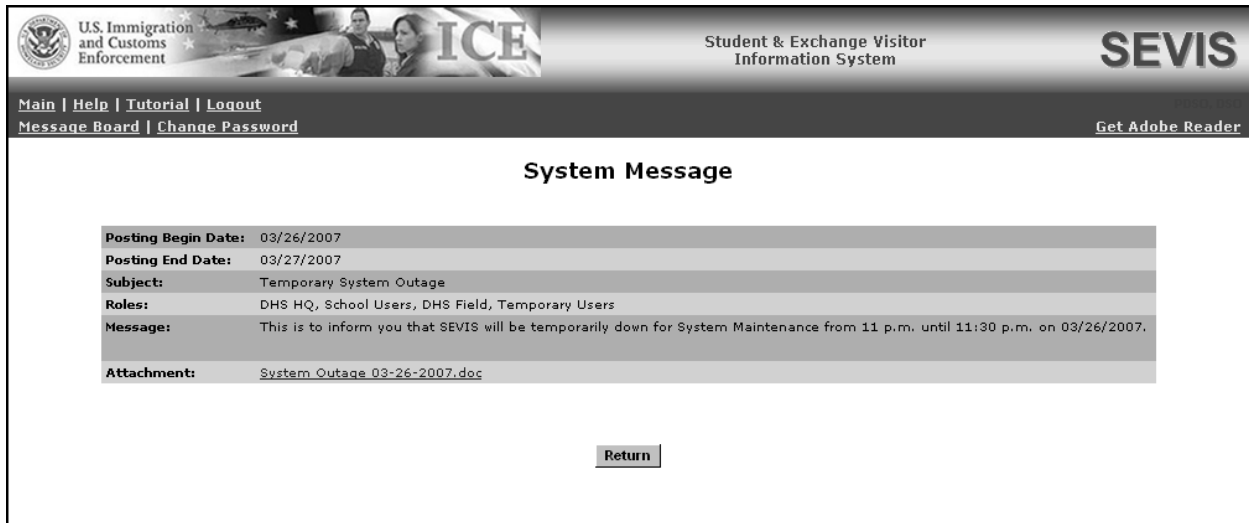 U.S. Immigration
and Customs
Enforcement
ICE
Student & Exchange Visitor
Information System
SEVIS
Main | Help | Tutorial | Logout
Message Board | Change Password
Get Adobe Reader
System Message
Posting Begin Date: 03/26/2007
Posting End Date: 03/27/2007
Subject: Temporary System Outage
Roles: DHS HQ, School Users, DHS Field, Temporary Users
Message: This is to inform you that SEVIS will be temporarily down for System Maintenance from 11 p.m. until 11:30 p.m. on 03/26/2007.
Attachment: System Outage 03-26-2007.doc
Return